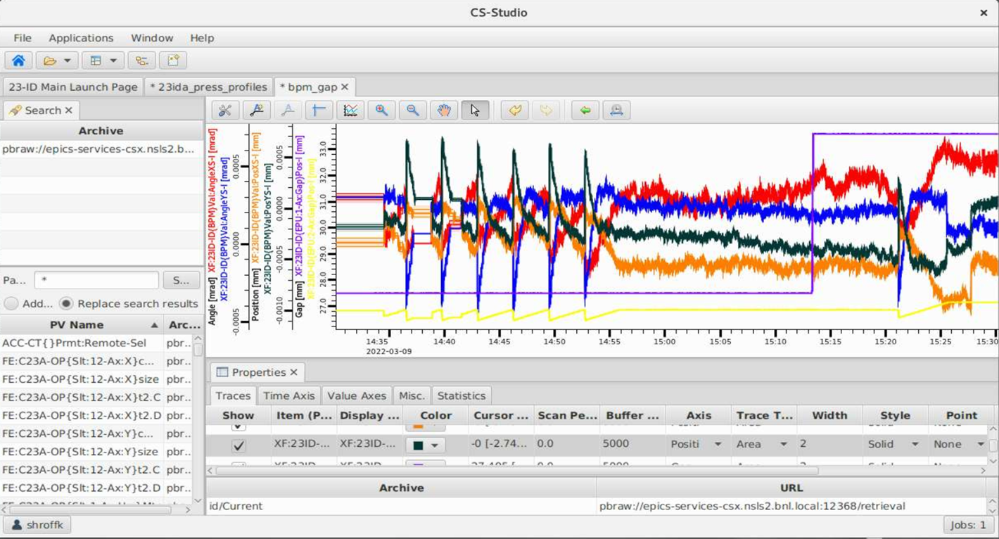 CS-Studio
File Applications Window Help
23-ID Main Launch Page * 23ida_press_profiles * bpm_gap
Search
Archive
pbraw://epics-services-csx.nsls2.b...
Pa... * S...
Add... Replace search results
PV Name Arc...
ACC-CT{}Prmt:Remote-Sel pbr..
FE:C23A-OP{Slt:12-Ax:X}c... pbr..
FE:C23A-OP{Slt:12-Ax:X}size pbr..
FE:C23A-OP{Slt:12-Ax:X}t2.C pbr..
FE:C23A-OP{Slt:12-Ax:X}t2.D pbr..
FE:C23A-OP{Slt:12-Ax:Y}c... pbr..
FE:C23A-OP{Slt:12-Ax:Y}size pbr..
FE:C23A-OP{Slt:12-Ax:Y}t2.C pbr..
FE:C23A-OP{Slt:12-Ax:Y}t2.D pbr..
Angle [mrad] XF:23ID-ID{BPM}Val:AngleXS-I [mrad]
XF:23ID-ID{BPM}Val:AngleYS-I [mrad]
0.0005
0.0000
-0.0005
Position [mm] XF:23ID-ID{BPM}Val:PosXS-I [mm]
XF:23ID-ID{BPM}Val:PosYS-I [mm]
0.0005
0.0000
-0.0005
-0.0010
Gap [mm] XF:23ID-ID{EPU:1-Ax:Gap}Pos-I [mm]
XF:23ID-ID{EPU:2-Ax:Gap}Pos-I [mm]
33.0
32.0
31.0
30.0
29.0
28.0
27.0
14:35 14:40 14:45 14:50 14:55 15:00 15:05 15:10 15:15 15:20 15:25 15:30
2022-03-09
Properties
Traces Time Axis Value Axes Misc. Statistics
Show Item (P... Display ... Color Cursor ... Scan Pe... Buffer ... Axis Trace T... Width Style Point
XF:23ID-... XF:23ID-... -0 [-2.74... 0.0 5000 Positi Area 2 Solid None
Archive URL
id/Current pbraw://epics-services-csx.nsls2.bnl.local:12368/retrieval
shroffk Jobs: 1